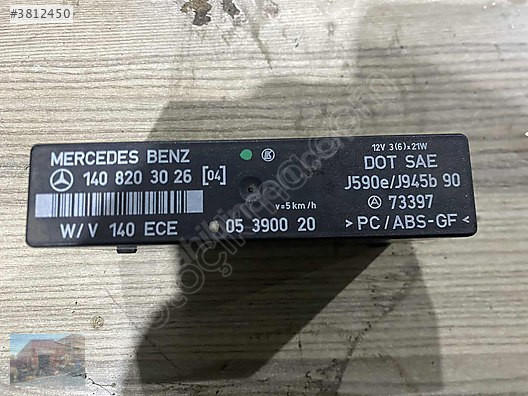 #3812450
MERCEDES BENZ
140 820 30 26 [04]
W/V 140 ECE
v=5km/h
05 3900 20
12V 3(6)x21W
DOT SAE
J590e/J945b 90
73397
>PC/ABS-GF<